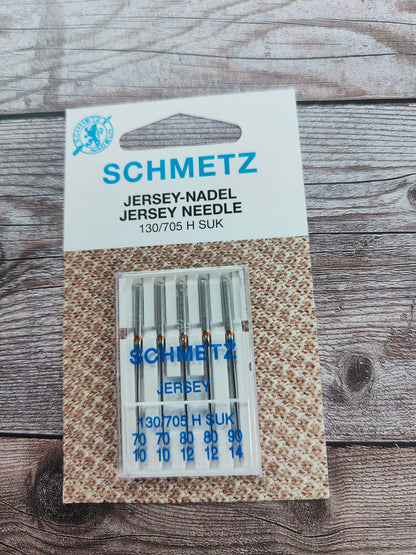 SCHMETZ
JERSEY-NADEL
JERSEY NEEDLE
130/705 H SUK
SCHMETZ
JERSEY
130/705 H SUK
70 70 80 80 90
10 10 12 12 14